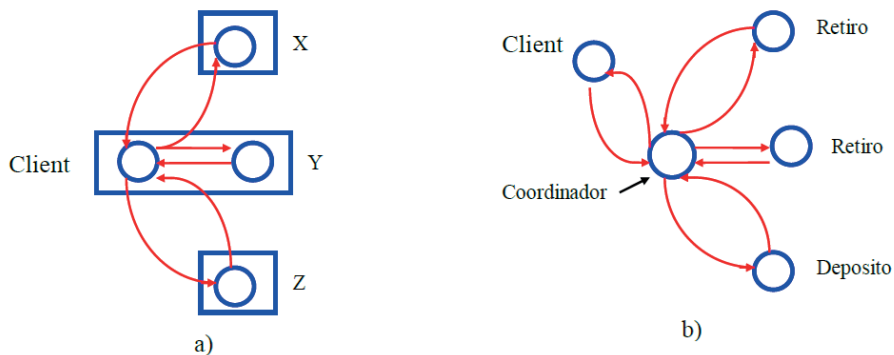 X
Client
Y
Z
a)
Client
Retiro
Retiro
Coordinador
Deposito
b)